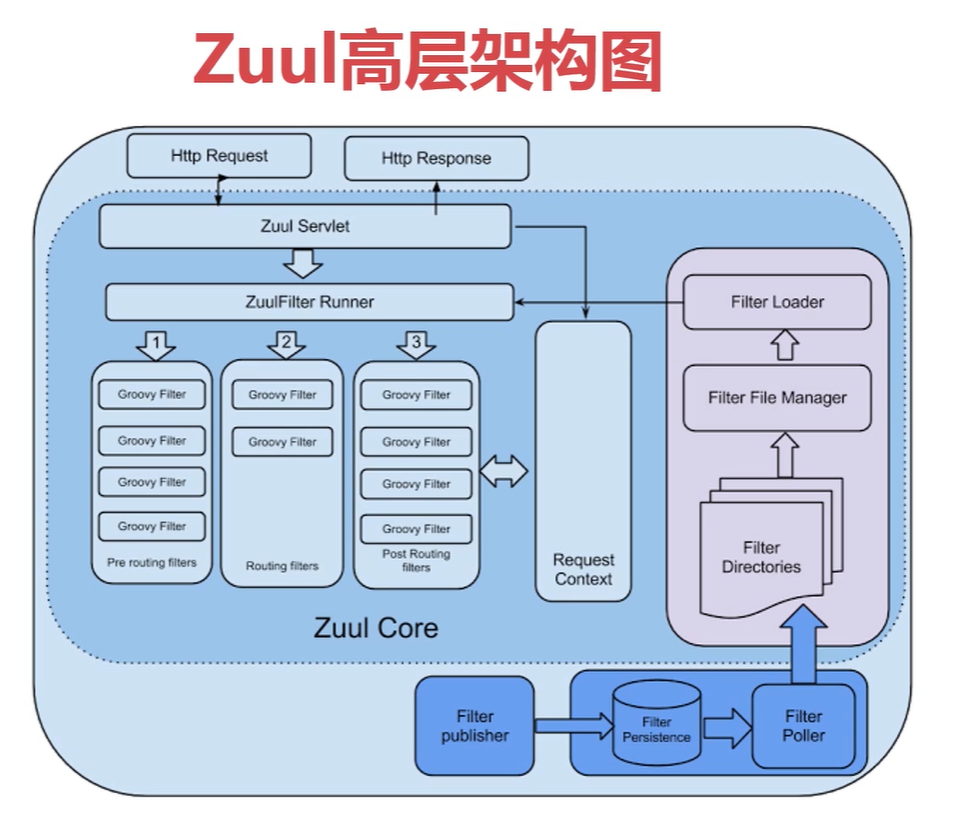 Zuul高层架构图
Http Request
Http Response
Zuul Servlet
ZuulFilter Runner
1
2
3
Groovy Filter
Groovy Filter
Groovy Filter
Groovy Filter
Pre routing filters
Groovy Filter
Groovy Filter
Routing filters
Groovy Filter
Groovy Filter
Groovy Filter
Groovy Filter
Post Routing
filters
Request
Context
Zuul Core
Filter Loader
Filter File Manager
Filter
Directories
Filter
publisher
Filter
Persistence
Filter
Poller